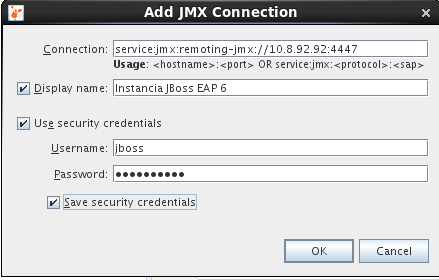 Add JMX Connection
Connection: service:jmx:remoting-jmx://10.8.92.92:4447
Usage: <hostname>:<port> OR service:jmx:<protocol>:<sap>
Display name: Instancia JBoss EAP 6
Use security credentials
Username: jboss
Password: ●●●●●●●●●●
Save security credentials
OK Cancel